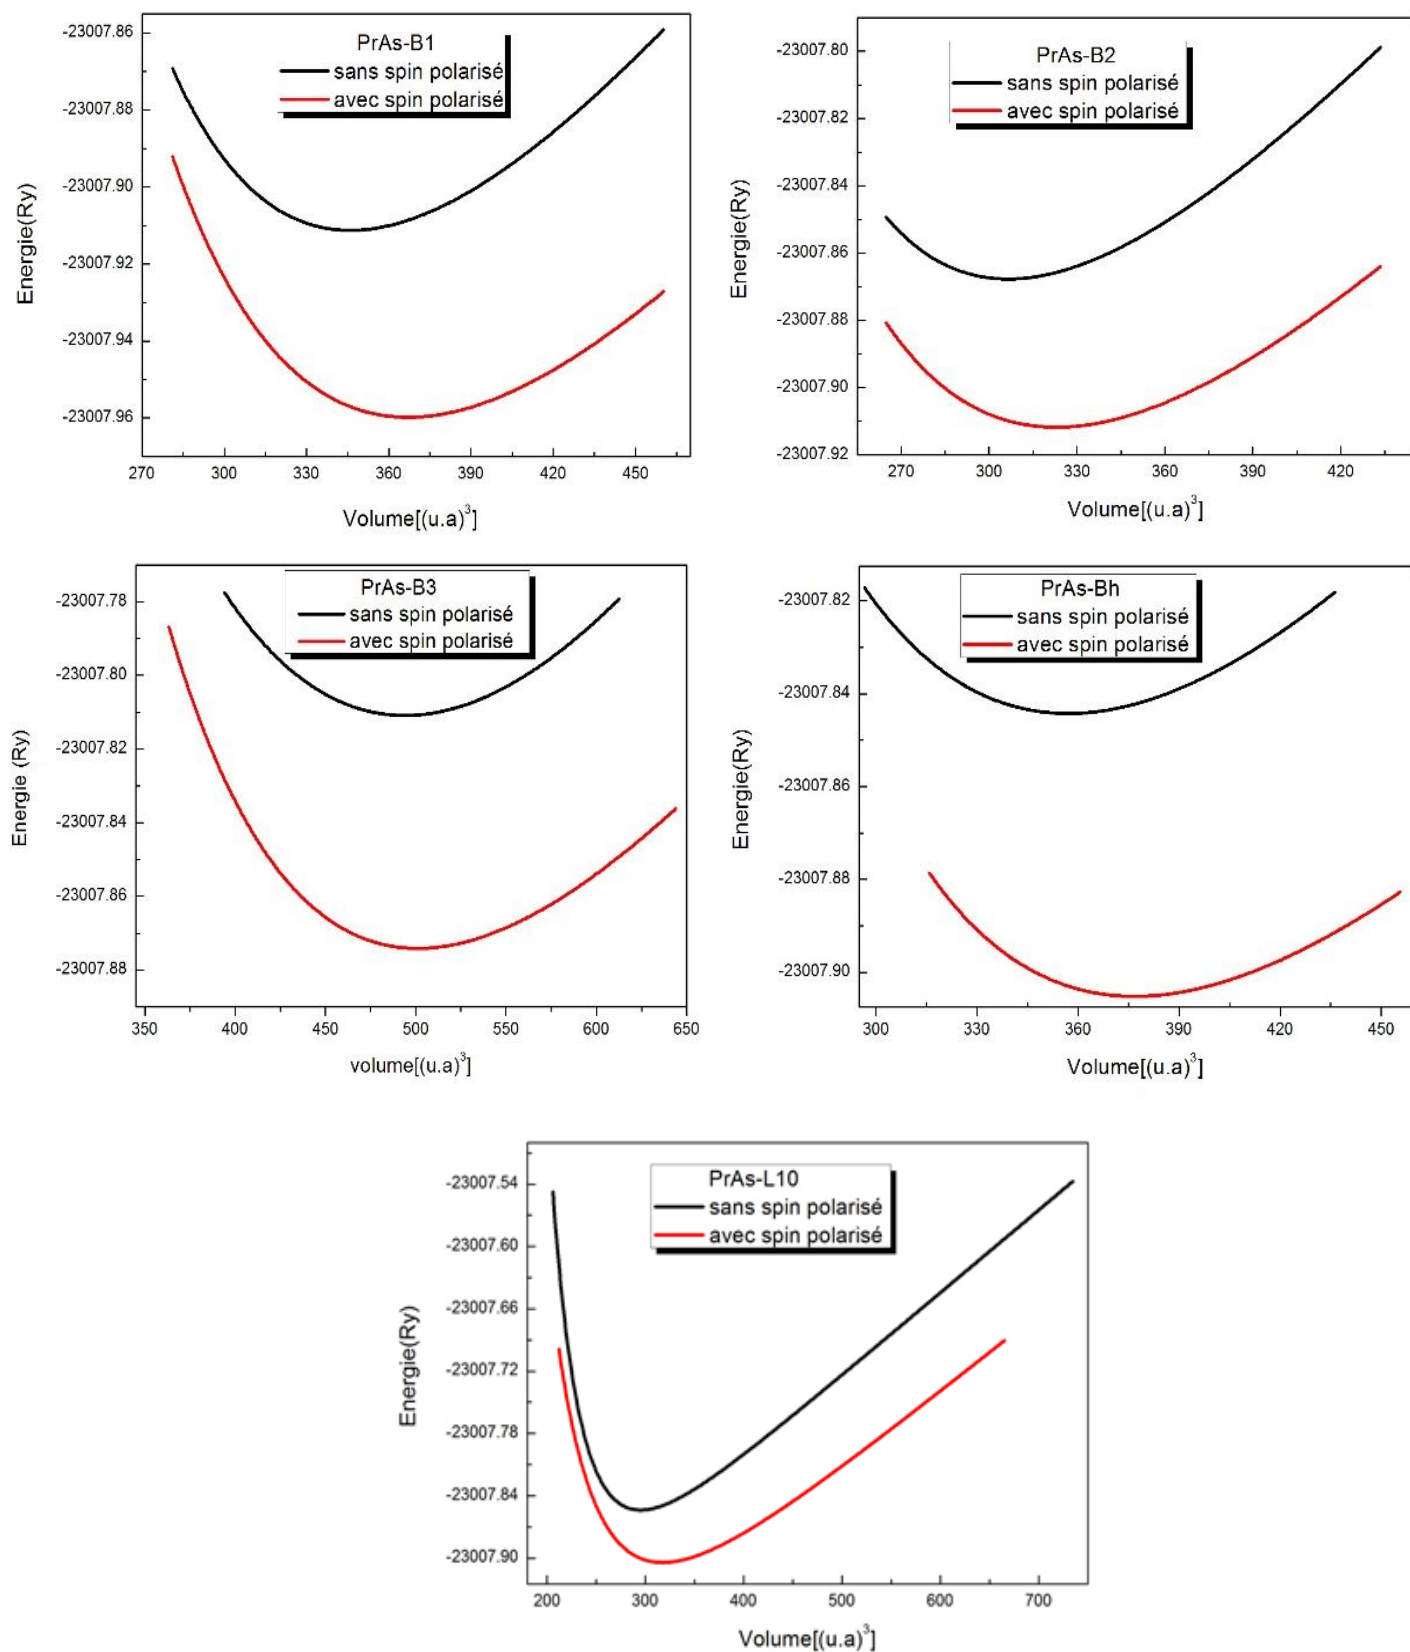 PrAs-B1
sans spin polarisé
avec spin polarisé
-23007.86
-23007.88
-23007.90
-23007.92
-23007.94
-23007.96
Energie(Ry)
270 300 330 360 390 420 450
Volume[(u.a)³]
PrAs-B2
sans spin polarisé
avec spin polarisé
-23007.80
-23007.82
-23007.84
-23007.86
-23007.88
-23007.90
-23007.92
Energie(Ry)
270 300 330 360 390 420
Volume[(u.a)³]
PrAs-B3
sans spin polarisé
avec spin polarisé
-23007.78
-23007.80
-23007.82
-23007.84
-23007.86
-23007.88
Energie (Ry)
350 400 450 500 550 600 650
volume[(u.a)³]
PrAs-Bh
sans spin polarisé
avec spin polarisé
-23007.82
-23007.84
-23007.86
-23007.88
-23007.90
Energie(Ry)
300 330 360 390 420 450
Volume[(u.a)³]
PrAs-L10
sans spin polarisé
avec spin polarisé
-23007.54
-23007.60
-23007.66
-23007.72
-23007.78
-23007.84
-23007.90
Energie(Ry)
200 300 400 500 600 700
Volume[(u.a)³]